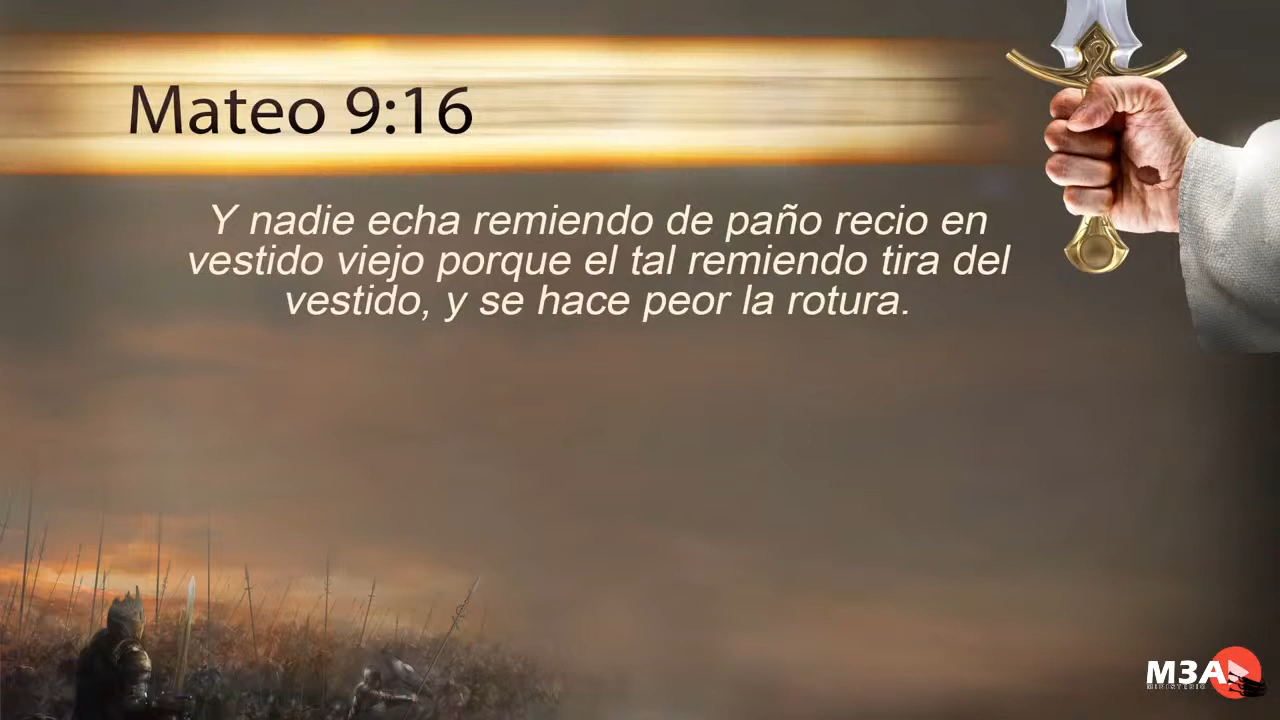 Mateo 9:16
Y nadie echa remiendo de paño recio en
vestido viejo porque el tal remiendo tira del
vestido, y se hace peor la rotura.
M3A
MINISTERIO